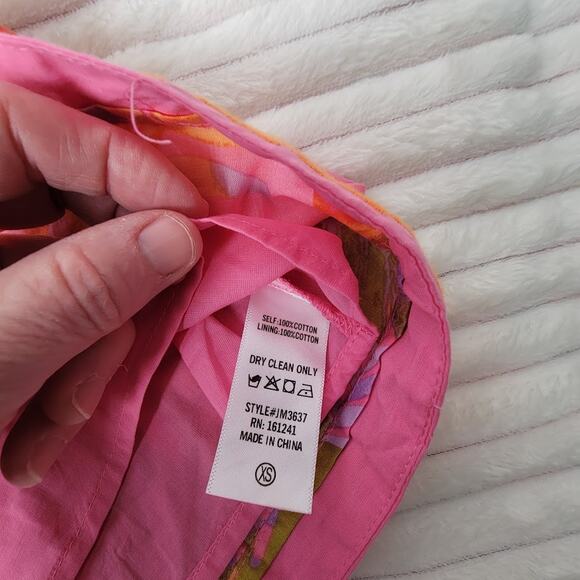 SELF:100%COTTON
LINING:100%COTTON
DRY CLEAN ONLY
STYLE#JM3637
RN: 161241
MADE IN CHINA
XS